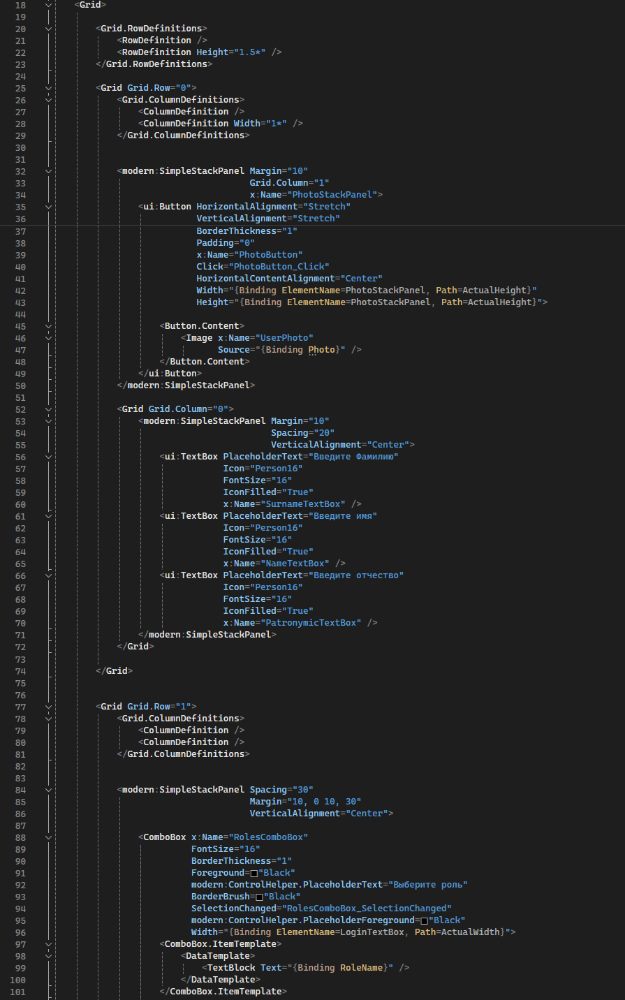 18 <Grid>
19
20 <Grid.RowDefinitions>
21 <RowDefinition />
22 <RowDefinition Height="1.5*" />
23 </Grid.RowDefinitions>
24
25 <Grid Grid.Row="0">
26 <Grid.ColumnDefinitions>
27 <ColumnDefinition />
28 <ColumnDefinition Width="1*" />
29 </Grid.ColumnDefinitions>
30
31
32 <modern:SimpleStackPanel Margin="10"
33 Grid.Column="1"
34 x:Name="PhotoStackPanel">
35 <ui:Button HorizontalAlignment="Stretch"
36 VerticalAlignment="Stretch"
37 BorderThickness="1"
38 Padding="0"
39 x:Name="PhotoButton"
40 Click="PhotoButton_Click"
41 HorizontalContentAlignment="Center"
42 Width="{Binding ElementName=PhotoStackPanel, Path=ActualHeight}"
43 Height="{Binding ElementName=PhotoStackPanel, Path=ActualHeight}">
44
45 <Button.Content>
46 <Image x:Name="UserPhoto"
47 Source="{Binding Photo}" />
48 </Button.Content>
49 </ui:Button>
50 </modern:SimpleStackPanel>
51
52 <Grid Grid.Column="0">
53 <modern:SimpleStackPanel Margin="10"
54 Spacing="20"
55 VerticalAlignment="Center">
56 <ui:TextBox PlaceholderText="Введите Фамилию"
57 Icon="Person16"
58 FontSize="16"
59 IconFilled="True"
60 x:Name="SurnameTextBox" />
61 <ui:TextBox PlaceholderText="Введите имя"
62 Icon="Person16"
63 FontSize="16"
64 IconFilled="True"
65 x:Name="NameTextBox" />
66 <ui:TextBox PlaceholderText="Введите отчество"
67 Icon="Person16"
68 FontSize="16"
69 IconFilled="True"
70 x:Name="PatronymicTextBox" />
71 </modern:SimpleStackPanel>
72 </Grid>
73
74 </Grid>
75
76
77 <Grid Grid.Row="1">
78 <Grid.ColumnDefinitions>
79 <ColumnDefinition />
80 <ColumnDefinition />
81 </Grid.ColumnDefinitions>
82
83
84 <modern:SimpleStackPanel Spacing="30"
85 Margin="10, 0 10, 30"
86 VerticalAlignment="Center">
87
88 <ComboBox x:Name="RolesComboBox"
89 FontSize="16"
90 BorderThickness="1"
91 Foreground="Black"
92 modern:ControlHelper.PlaceholderText="Выберите роль"
93 BorderBrush="Black"
94 SelectionChanged="RolesComboBox_SelectionChanged"
95 modern:ControlHelper.PlaceholderForeground="Black"
96 Width="{Binding ElementName=LoginTextBox, Path=ActualWidth}">
97 <ComboBox.ItemTemplate>
98 <DataTemplate>
99 <TextBlock Text="{Binding RoleName}" />
100 </DataTemplate>
101 </ComboBox.ItemTemplate>